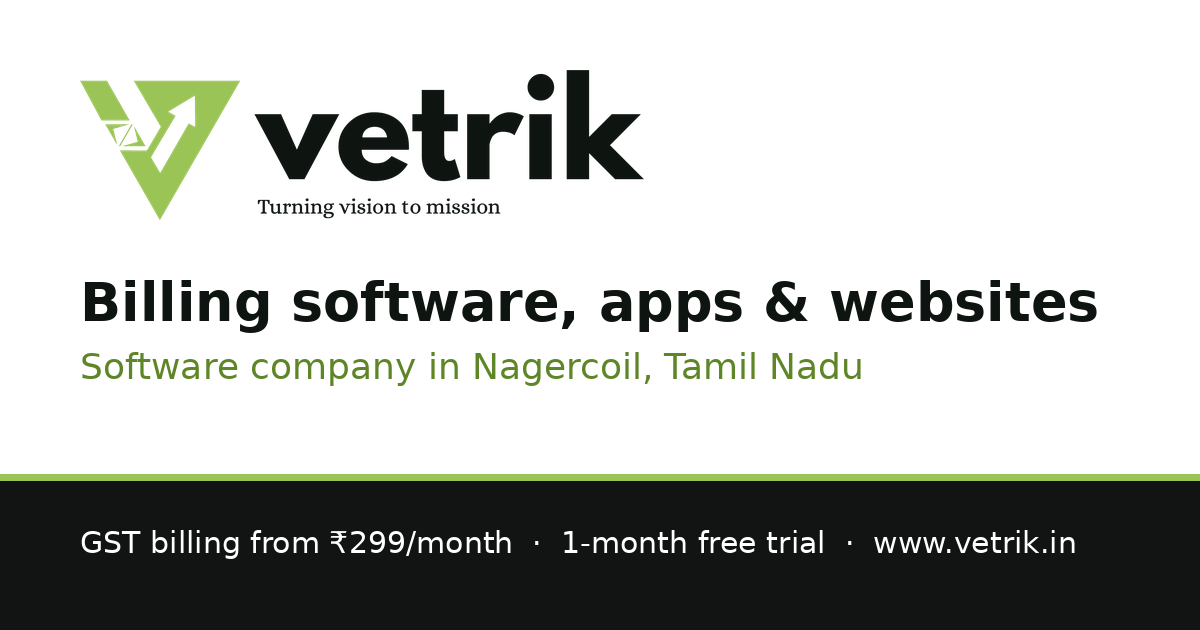 vetrik
Turning vision to mission
Billing software, apps & websites
Software company in Nagercoil, Tamil Nadu
GST billing from ₹299/month · 1-month free trial · www.vetrik.in